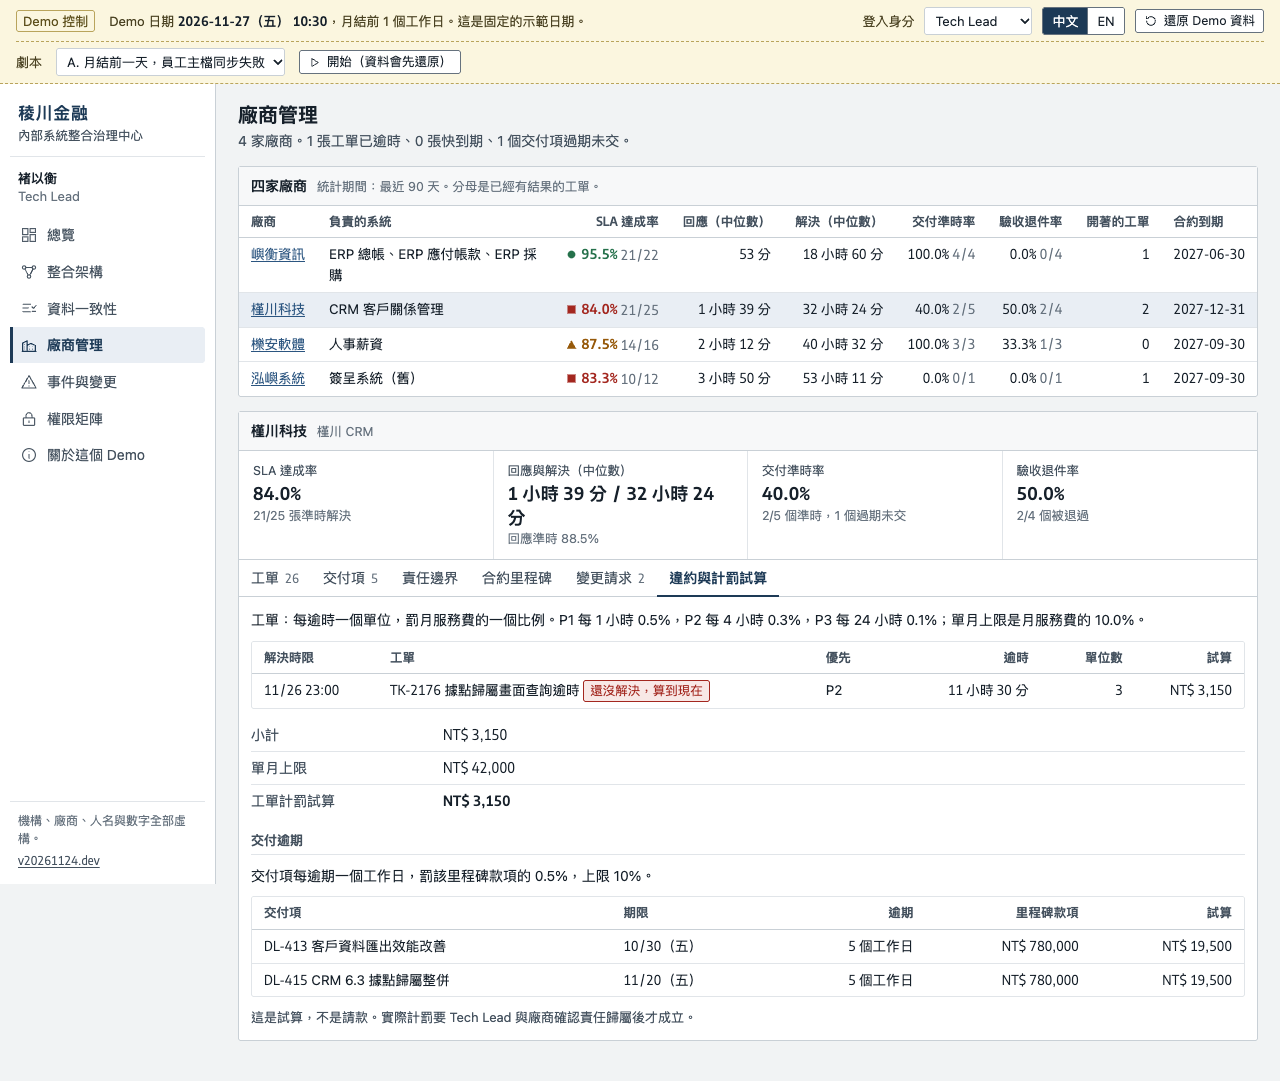 Demo 控制 Demo 日期 2026-11-27（五） 10:30，月結前 1 個工作日。這是固定的示範日期。 登入身分 Tech Lead 中文 EN 還原 Demo 資料
劇本 A. 月結前一天，員工主檔同步失敗 開始（資料會先還原）
稜川金融
內部系統整合治理中心
褚以衡
Tech Lead
總覽
整合架構
資料一致性
廠商管理
事件與變更
權限矩陣
關於這個 Demo
機構、廠商、人名與數字全部虛
構。
v20261124.dev
廠商管理
4 家廠商。1 張工單已逾時、0 張快到期、1 個交付項過期未交。
四家廠商 統計期間：最近 90 天。分母是已經有結果的工單。
廠商 負責的系統 SLA 達成率 回應（中位數） 解決（中位數） 交付準時率 驗收退件率 開著的工單 合約到期
嶼衡資訊 ERP 總帳、ERP 應付帳款、ERP 採
購 95.5% 21/22 53 分 18 小時 60 分 100.0% 4/4 0.0% 0/4 1 2027-06-30
槿川科技 CRM 客戶關係管理 84.0% 21/25 1 小時 39 分 32 小時 24 分 40.0% 2/5 50.0% 2/4 2 2027-12-31
櫟安軟體 人事薪資 87.5% 14/16 2 小時 12 分 40 小時 32 分 100.0% 3/3 33.3% 1/3 0 2027-09-30
泓嶼系統 簽呈系統（舊） 83.3% 10/12 3 小時 50 分 53 小時 11 分 0.0% 0/1 0.0% 0/1 1 2027-09-30
槿川科技 槿川 CRM
SLA 達成率
84.0%
21/25 張準時解決
回應與解決（中位數）
1 小時 39 分 / 32 小時 24
分
回應準時 88.5%
交付準時率
40.0%
2/5 個準時，1 個過期未交
驗收退件率
50.0%
2/4 個被退過
工單 26 交付項 5 責任邊界 合約里程碑 變更請求 2 違約與計罰試算
工單：每逾時一個單位，罰月服務費的一個比例。P1 每 1 小時 0.5%，P2 每 4 小時 0.3%，P3 每 24 小時 0.1%；單月上限是月服務費的 10.0%。
解決時限 工單 優先 逾時 單位數 試算
11/26 23:00 TK-2176 據點歸屬畫面查詢逾時 還沒解決，算到現在 P2 11 小時 30 分 3 NT$ 3,150
小計 NT$ 3,150
單月上限 NT$ 42,000
工單計罰試算 NT$ 3,150
交付逾期
交付項每逾期一個工作日，罰該里程碑款項的 0.5%，上限 10%。
交付項 期限 逾期 里程碑款項 試算
DL-413 客戶資料匯出效能改善 10/30（五） 5 個工作日 NT$ 780,000 NT$ 19,500
DL-415 CRM 6.3 據點歸屬整併 11/20（五） 5 個工作日 NT$ 780,000 NT$ 19,500
這是試算，不是請款。實際計罰要 Tech Lead 與廠商確認責任歸屬後才成立。